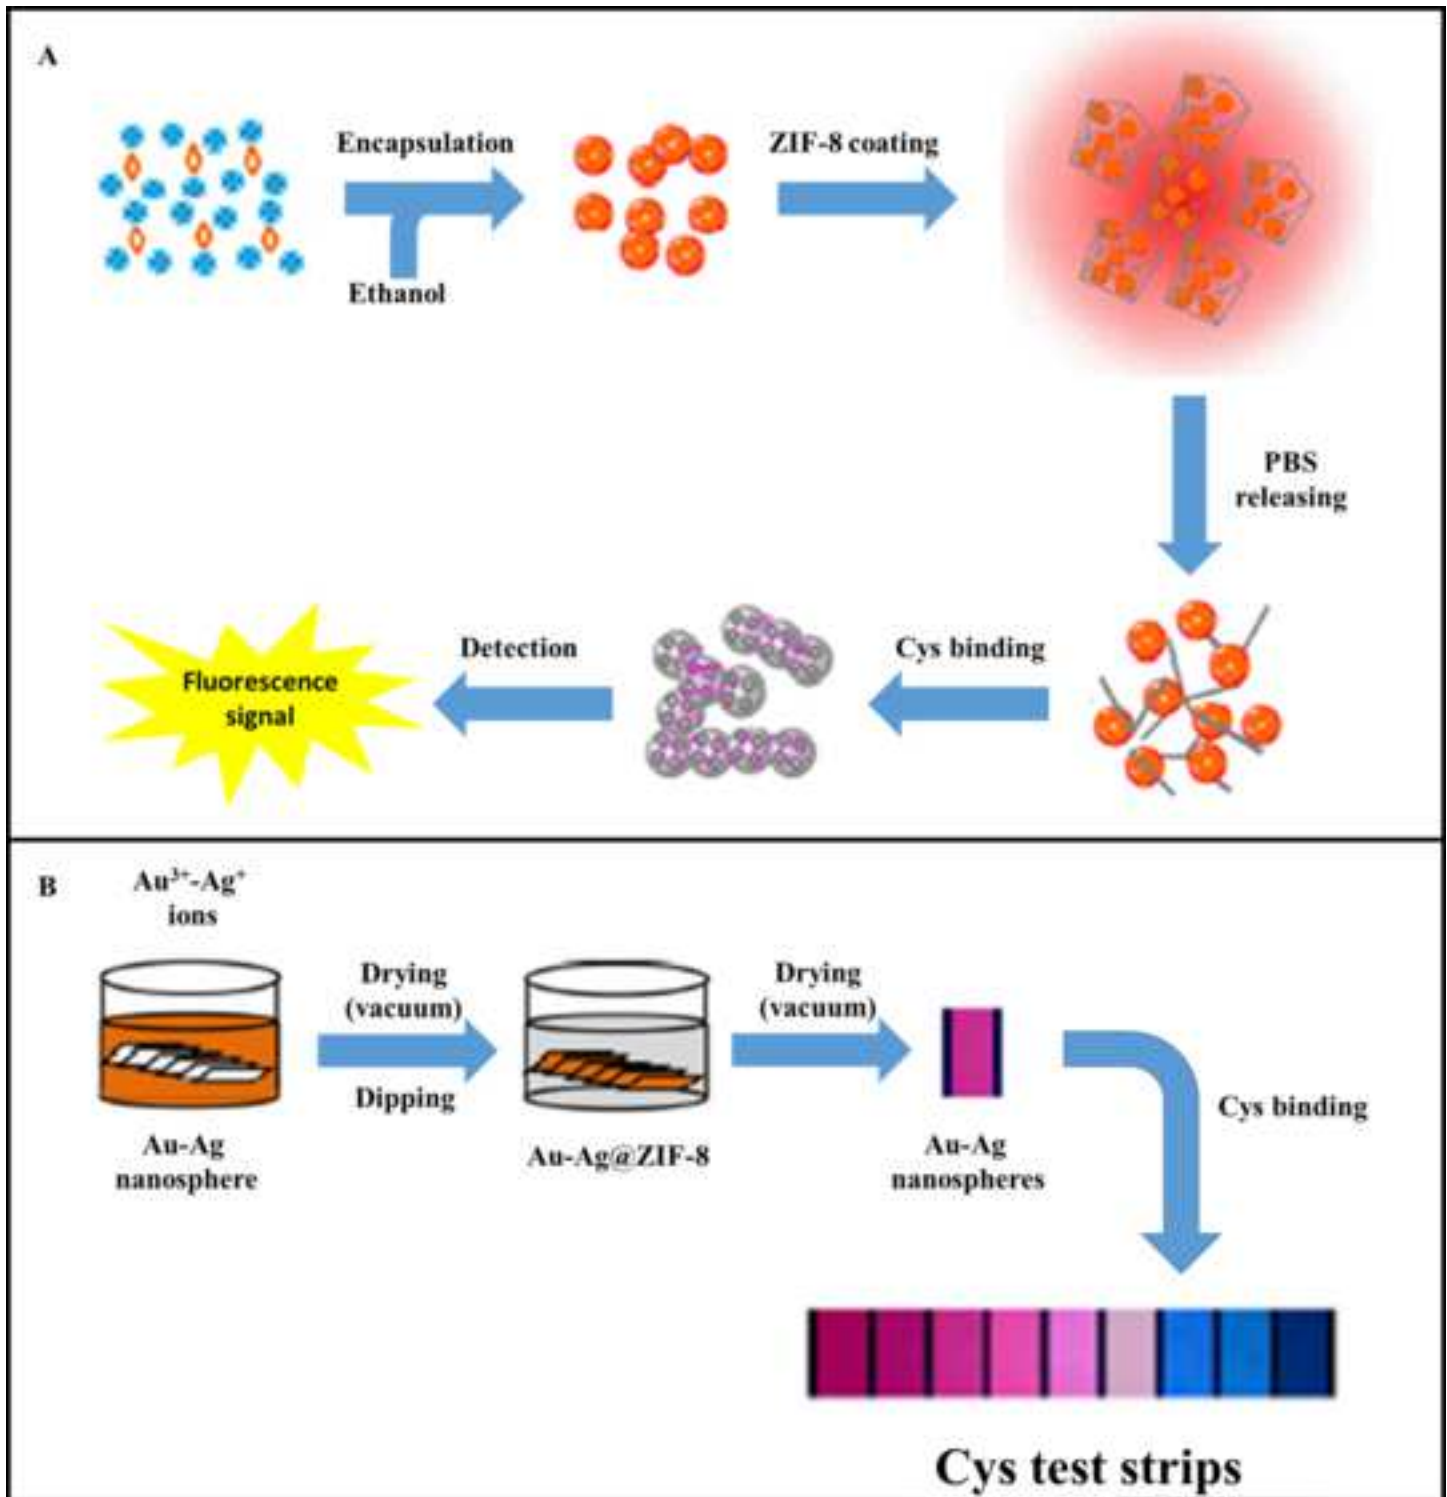 A
Encapsulation
ZIF-8 coating
Ethanol
PBS
releasing
Cys binding
Detection
Fluorescence
signal
B
Au³⁺-Ag⁺
ions
Drying
(vacuum)
Drying
(vacuum)
Dipping
Cys binding
Au-Ag
nanosphere
Au-Ag@ZIF-8
Au-Ag
nanospheres
Cys test strips